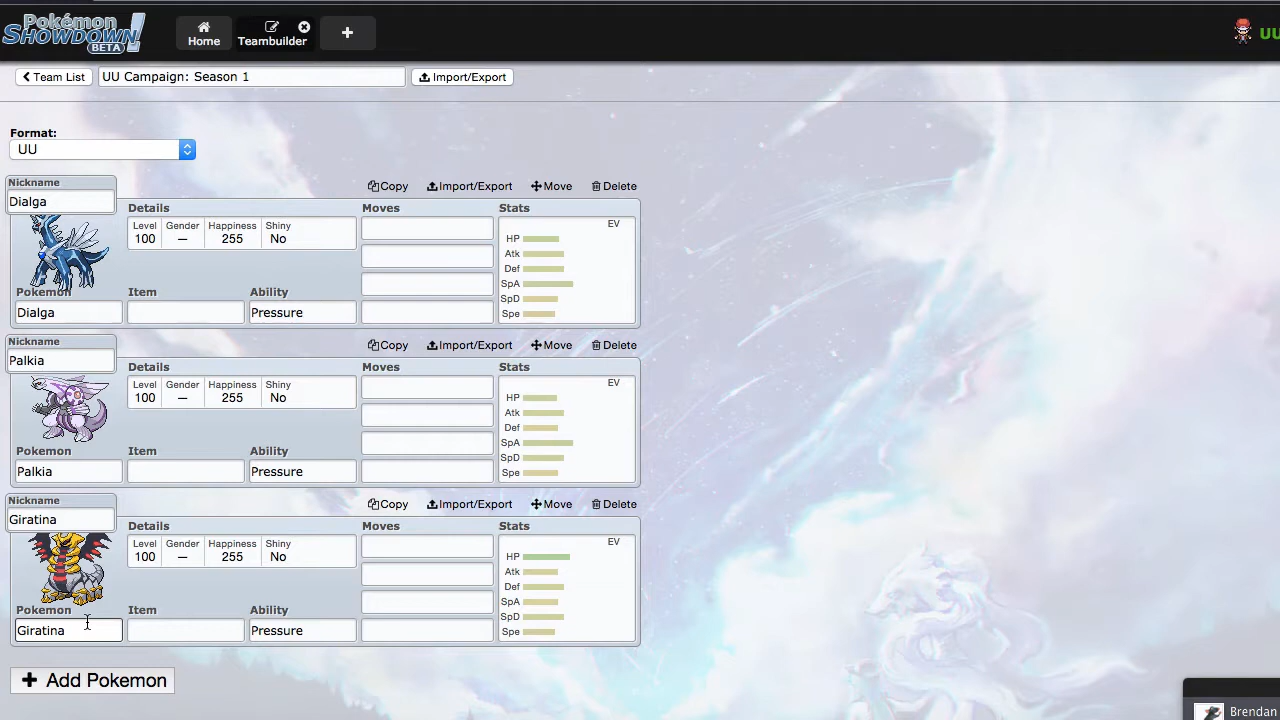 Pokémon
SHOWDOWN!
BETA
Home
Teambuilder
UU
Team List
UU Campaign: Season 1
Import/Export
Format:
UU
Nickname
Dialga
Copy Import/Export Move Delete
Details Moves Stats
Level Gender Happiness Shiny
100 — 255 No
EV
HP
Atk
Def
SpA
SpD
Spe
Pokemon Item Ability
Dialga Pressure
Nickname
Palkia
Copy Import/Export Move Delete
Details Moves Stats
Level Gender Happiness Shiny
100 — 255 No
EV
HP
Atk
Def
SpA
SpD
Spe
Pokemon Item Ability
Palkia Pressure
Nickname
Giratina
Copy Import/Export Move Delete
Details Moves Stats
Level Gender Happiness Shiny
100 — 255 No
EV
HP
Atk
Def
SpA
SpD
Spe
Pokemon Item Ability
Giratina Pressure
+ Add Pokemon
Brendan